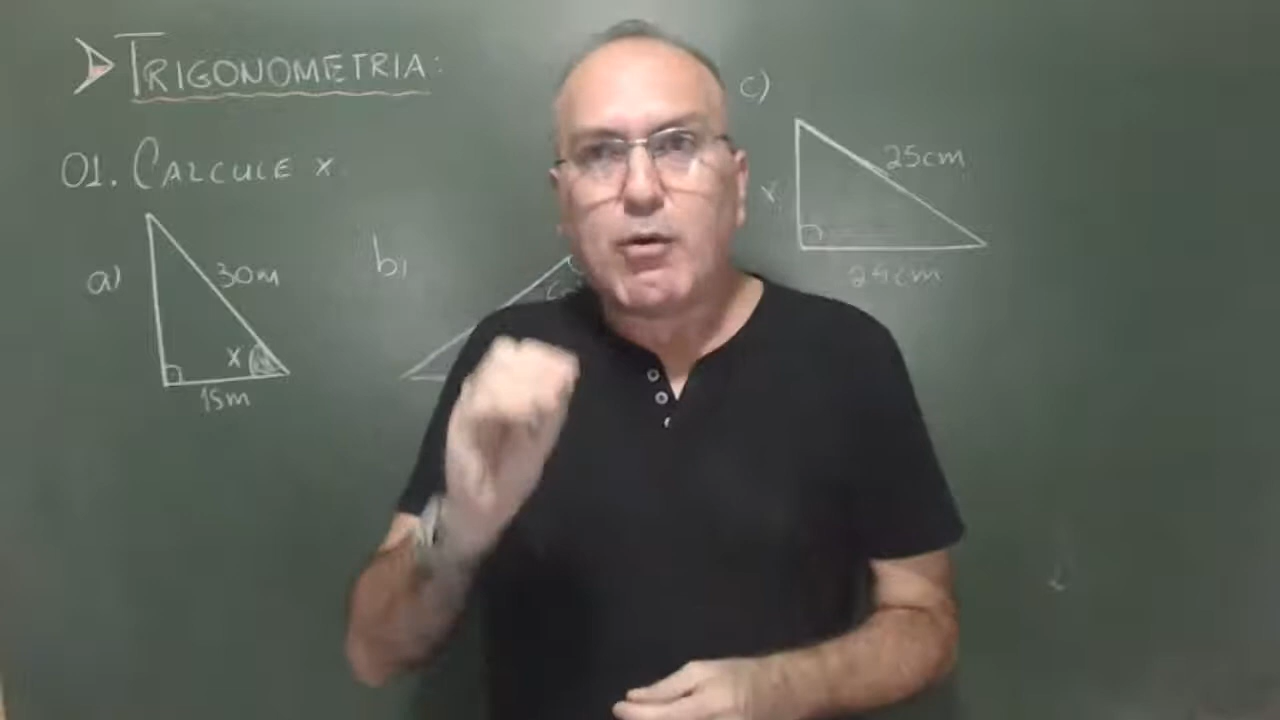 TRIGONOMETRIA:
01. CALCULE x.
a)
30m
x
15m
b)
c)
25cm
x
24cm